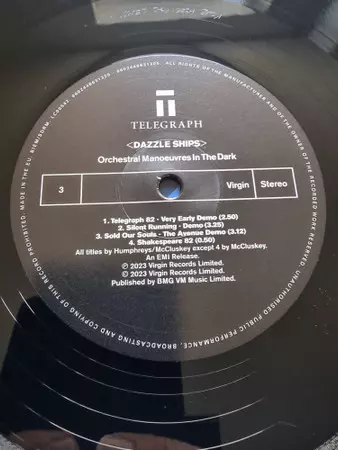 TELEGRAPH
<DAZZLE SHIPS>
Orchestral Manoeuvres In The Dark
3
Virgin
Stereo
1. Telegraph 82 - Very Early Demo (2.50)
2. Silent Running - Demo (3.25)
3. Sold Our Souls - The Avenue Demo (3.12)
4. Shakespeare 82 (0.50)
All titles by Humphreys/McCluskey except 4 by McCluskey.
An EMI Release.
℗ 2023 Virgin Records Limited.
© 2023 Virgin Records Limited.
Published by BMG VM Music Limited.
ALL RIGHTS OF THE MANUFACTURER AND OF THE OWNER OF THE RECORDED WORK RESERVED. UNAUTHORISED PUBLIC PERFORMANCE, BROADCASTING AND COPYING OF THIS RECORD PROHIBITED. MADE IN THE EU. BIEM/SDRM.